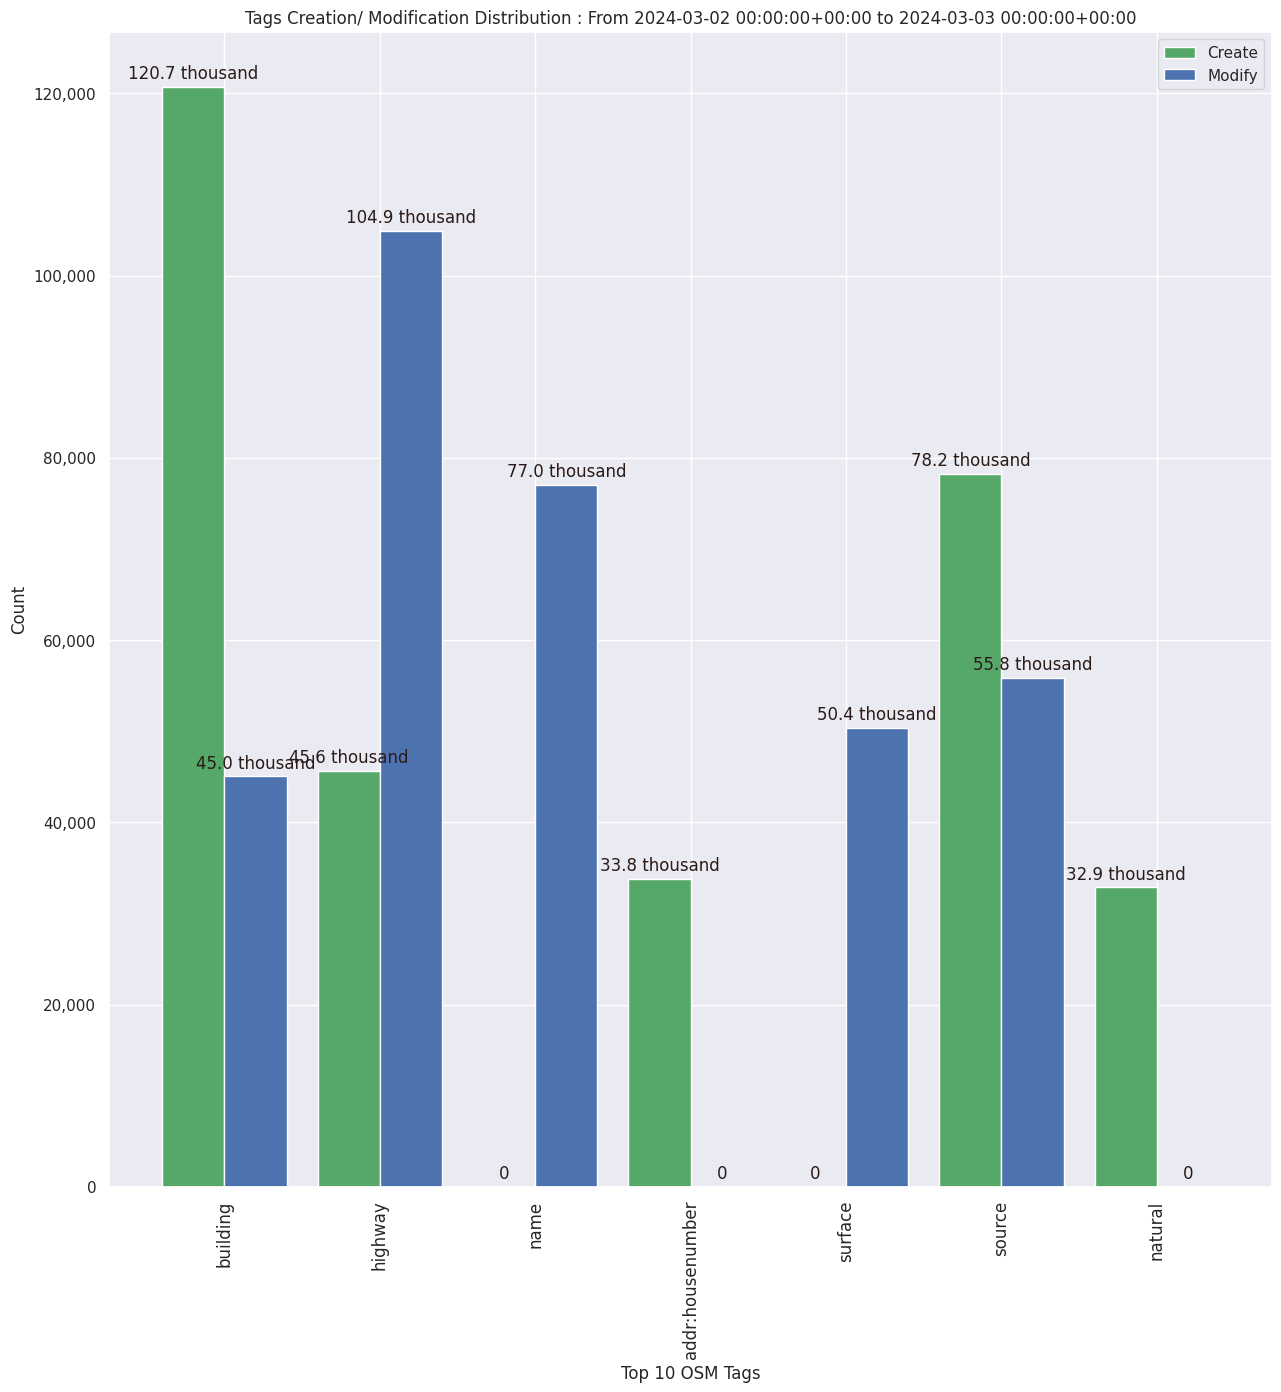 Tags Creation/ Modification Distribution : From 2024-03-02 00:00:00+00:00 to 2024-03-03 00:00:00+00:00
Create
Modify
120.7 thousand
45.0 thousand
45.6 thousand
104.9 thousand
0
77.0 thousand
33.8 thousand
0
0
50.4 thousand
78.2 thousand
55.8 thousand
32.9 thousand
0
120,000
100,000
80,000
60,000
40,000
20,000
0
Count
building
highway
name
addr:housenumber
surface
source
natural
Top 10 OSM Tags